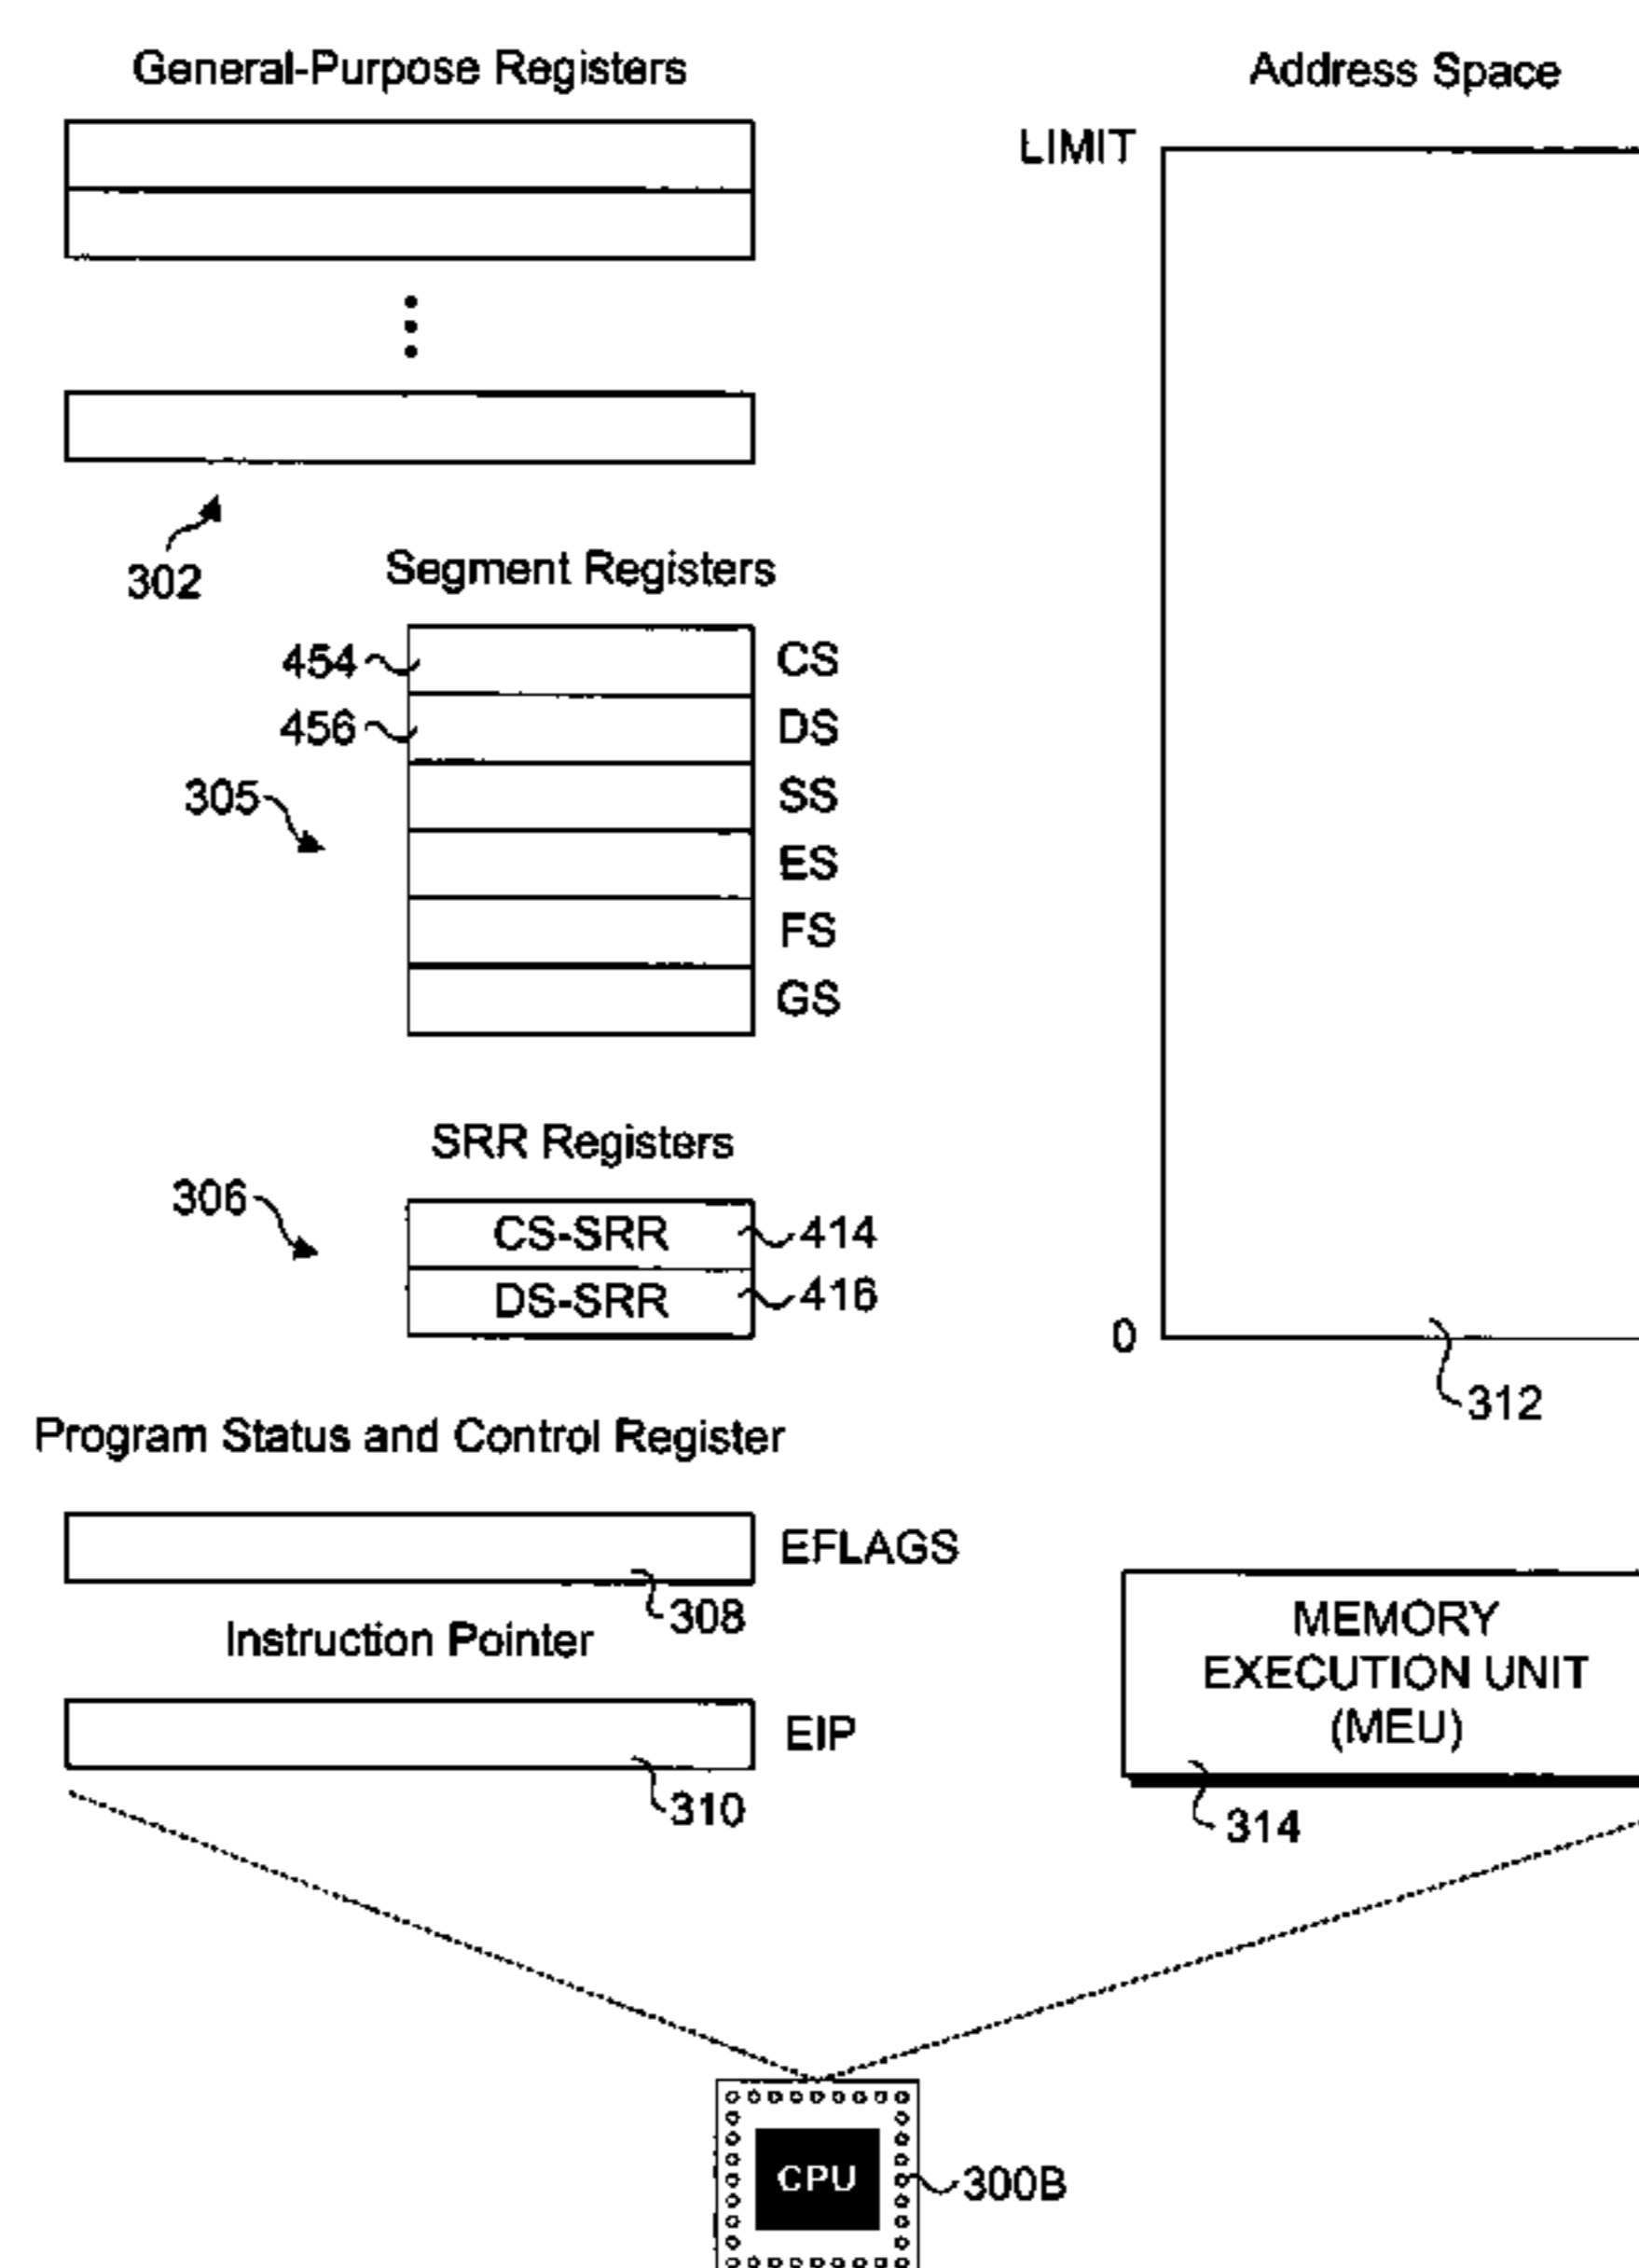 General-Purpose Registers
302
Segment Registers
454 CS
456 DS
305 SS
ES
FS
GS
SRR Registers
306
CS-SRR 414
DS-SRR 416
Program Status and Control Register
EFLAGS
308
Instruction Pointer
EIP
310
Address Space
LIMIT
0
312
MEMORY
EXECUTION UNIT
(MEU)
314
CPU
300B